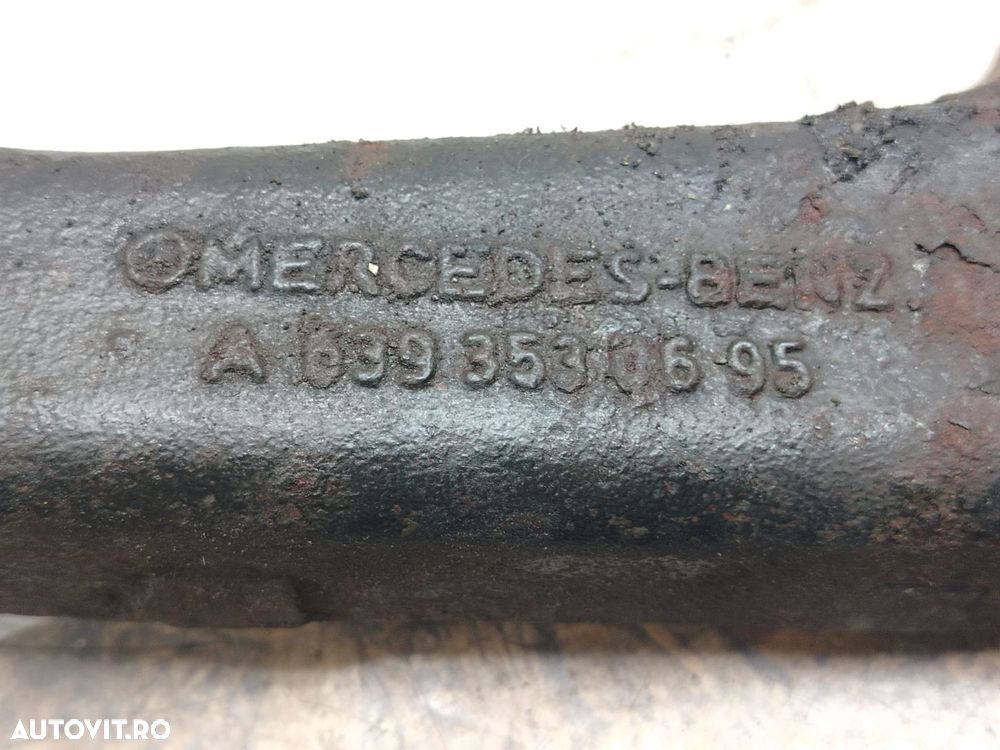 MERCEDES-BENZ
A 639 353 06 95
AUTOVIT.RO